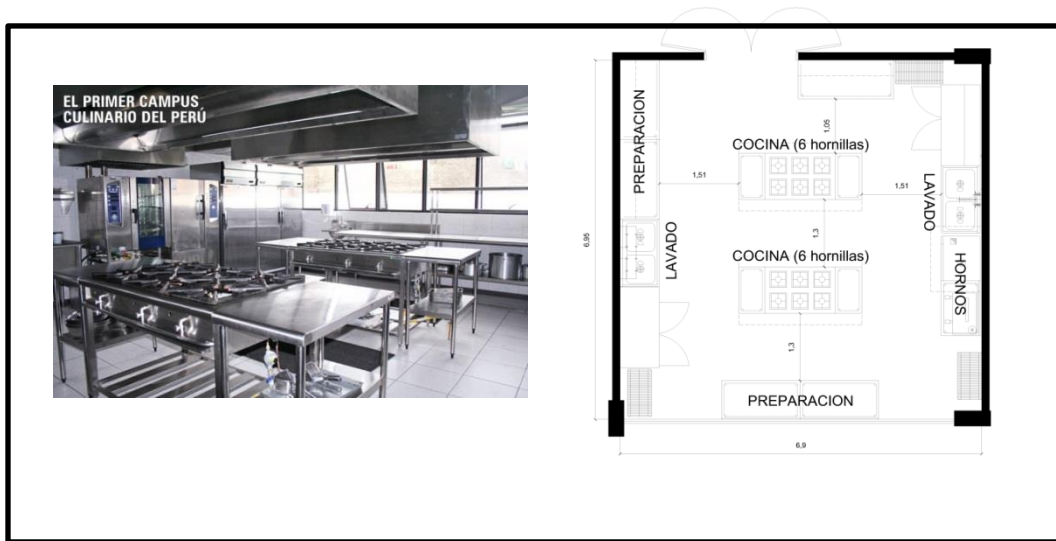 EL PRIMER CAMPUS
CULINARIO DEL PERÚ
PREPARACION
1,05
COCINA (6 hornillas)
1,51
1,51
LAVADO
LAVADO
6,95
1,3
COCINA (6 hornillas)
HORNOS
1,3
PREPARACION
6,9